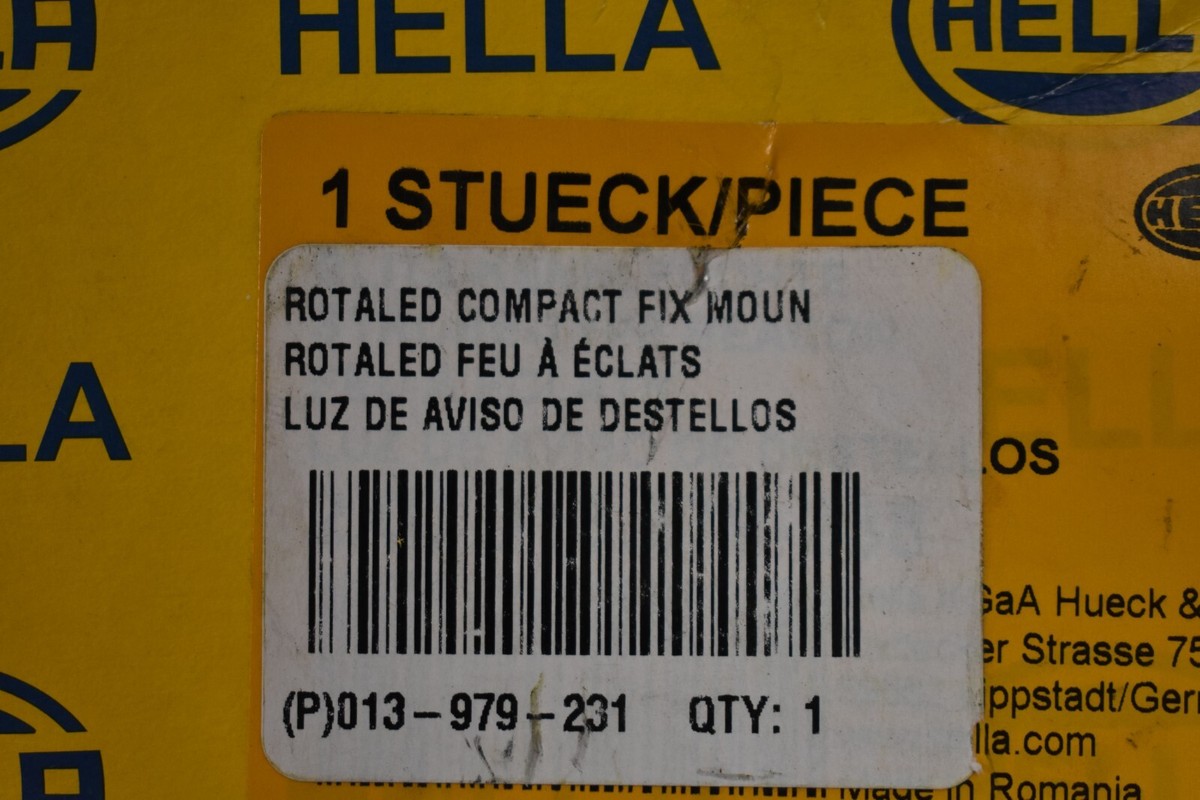 HELLA
1 STUECK/PIECE
ROTALED COMPACT FIX MOUN
ROTALED FEU À ÉCLATS
LUZ DE AVISO DE DESTELLOS
LOS
(P)013-979-231 QTY: 1
GaA Hueck &
er Strasse 75
ippstadt/Ger
lla.com
Made in Romania